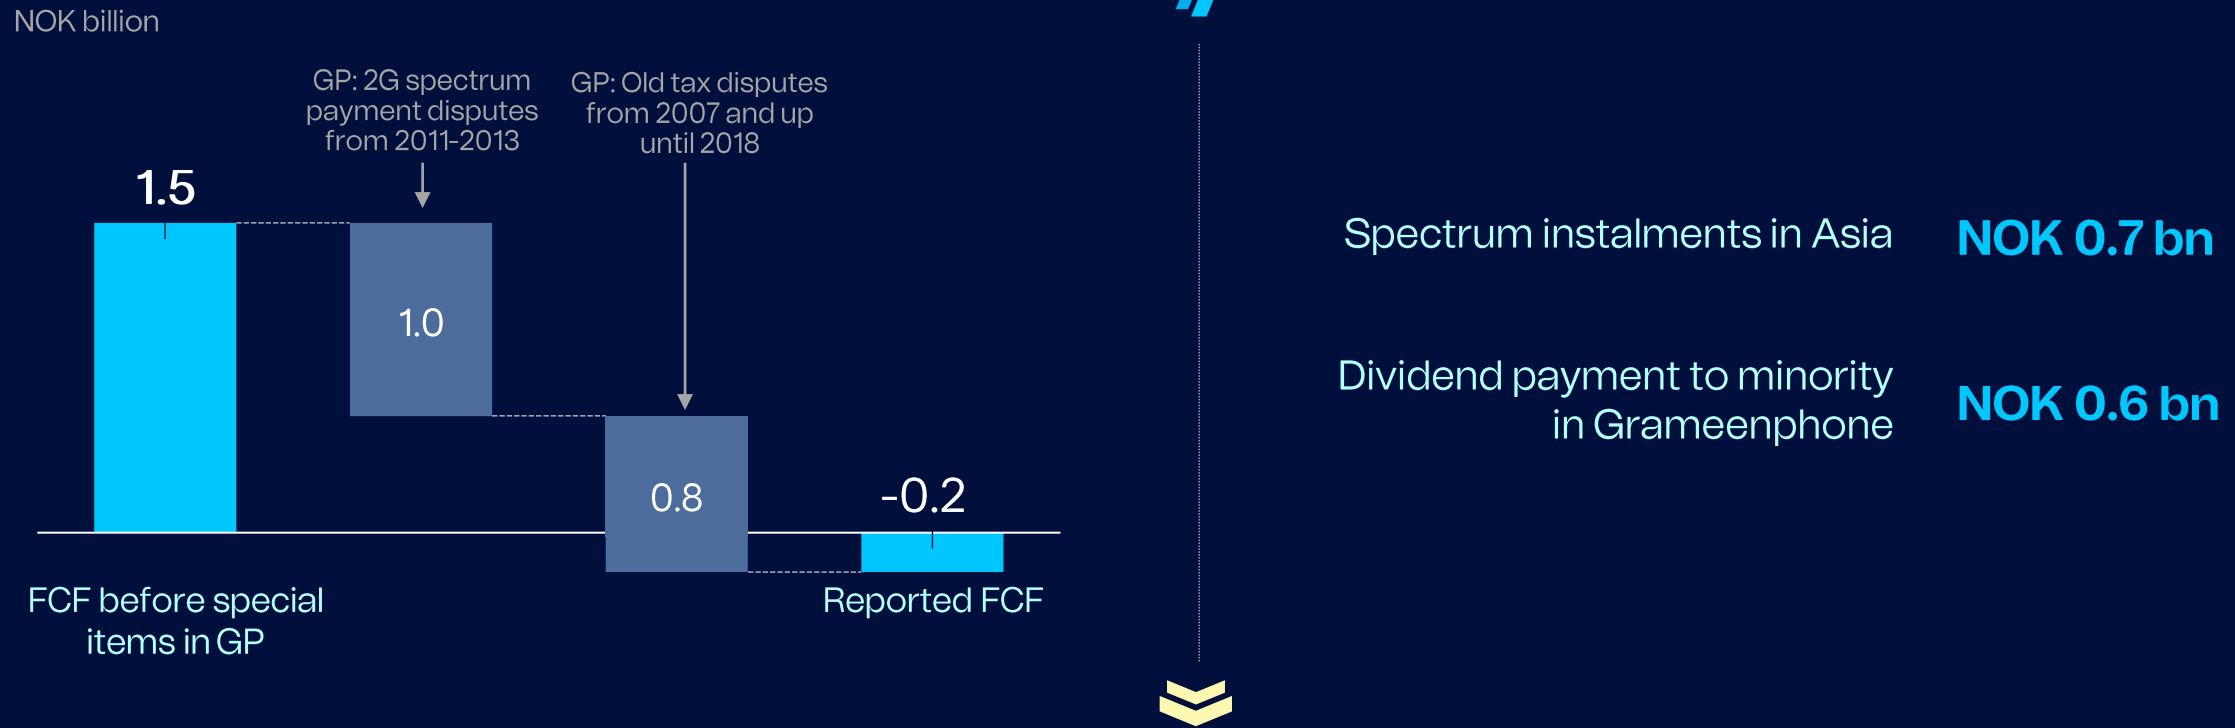 NOK billion
GP: 2G spectrum
payment disputes
from 2011-2013
GP: Old tax disputes
from 2007 and up
until 2018
1.5
1.0
0.8
-0.2
FCF before special
items in GP
Reported FCF
Spectrum instalments in Asia
NOK 0.7 bn
Dividend payment to minority
in Grameenphone
NOK 0.6 bn